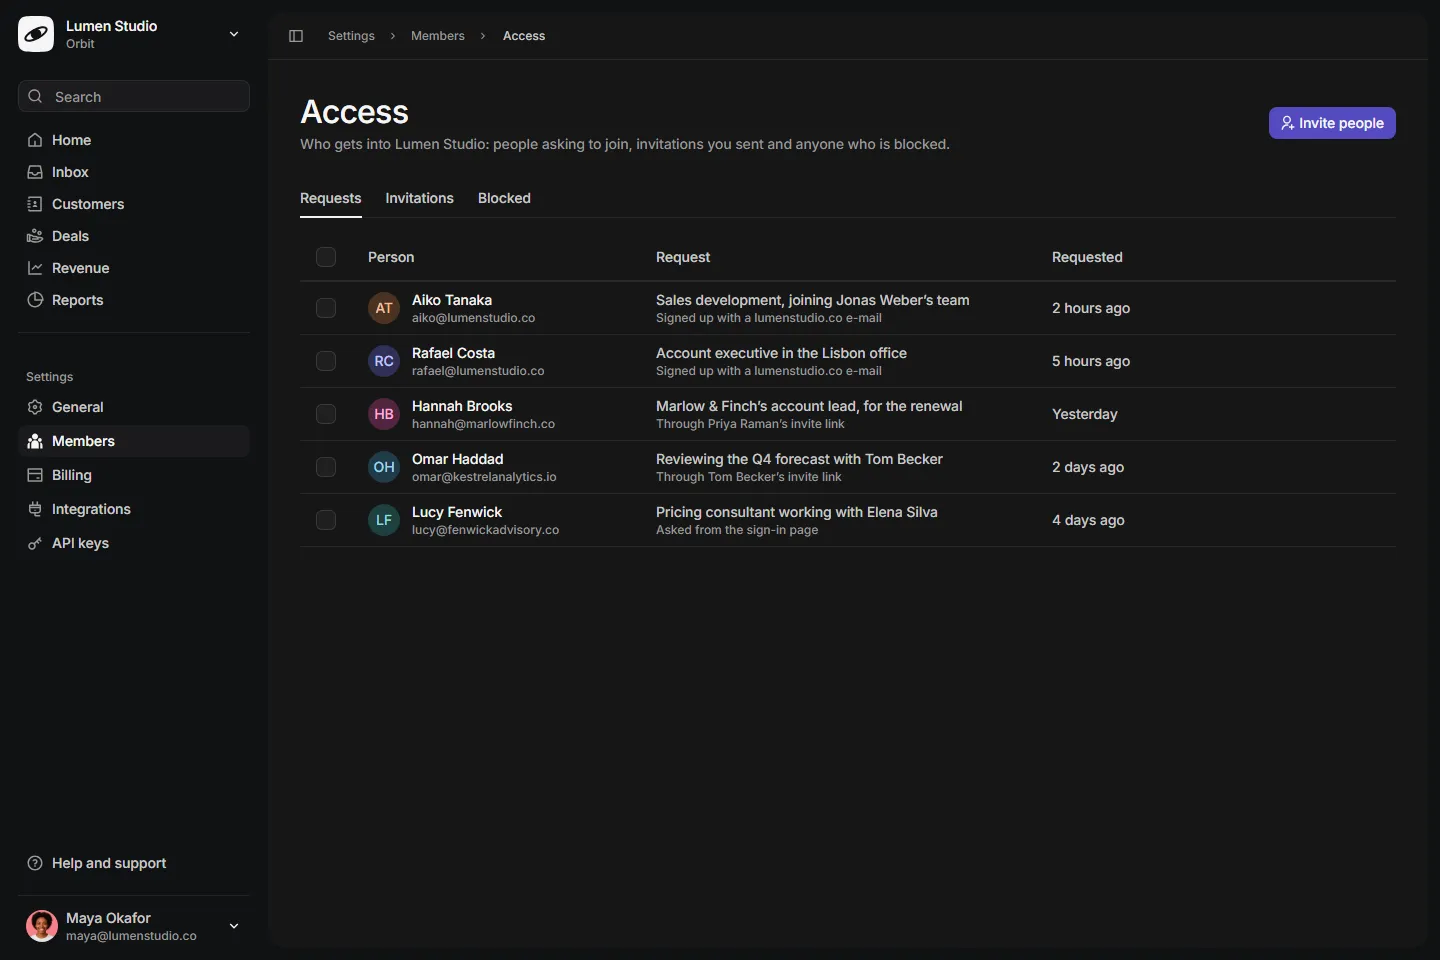 Lumen Studio
Orbit
Search
Home
Inbox
Customers
Deals
Revenue
Reports
Settings
General
Members
Billing
Integrations
API keys
Help and support
Maya Okafor
maya@lumenstudio.co
Settings > Members > Access
Access
Who gets into Lumen Studio: people asking to join, invitations you sent and anyone who is blocked.
Invite people
Requests Invitations Blocked
Person Request Requested
AT Aiko Tanaka Sales development, joining Jonas Weber’s team 2 hours ago
aiko@lumenstudio.co Signed up with a lumenstudio.co e-mail
RC Rafael Costa Account executive in the Lisbon office 5 hours ago
rafael@lumenstudio.co Signed up with a lumenstudio.co e-mail
HB Hannah Brooks Marlow & Finch’s account lead, for the renewal Yesterday
hannah@marlowfinch.co Through Priya Raman’s invite link
OH Omar Haddad Reviewing the Q4 forecast with Tom Becker 2 days ago
omar@kestrelanalytics.io Through Tom Becker’s invite link
LF Lucy Fenwick Pricing consultant working with Elena Silva 4 days ago
lucy@fenwickadvisory.co Asked from the sign-in page